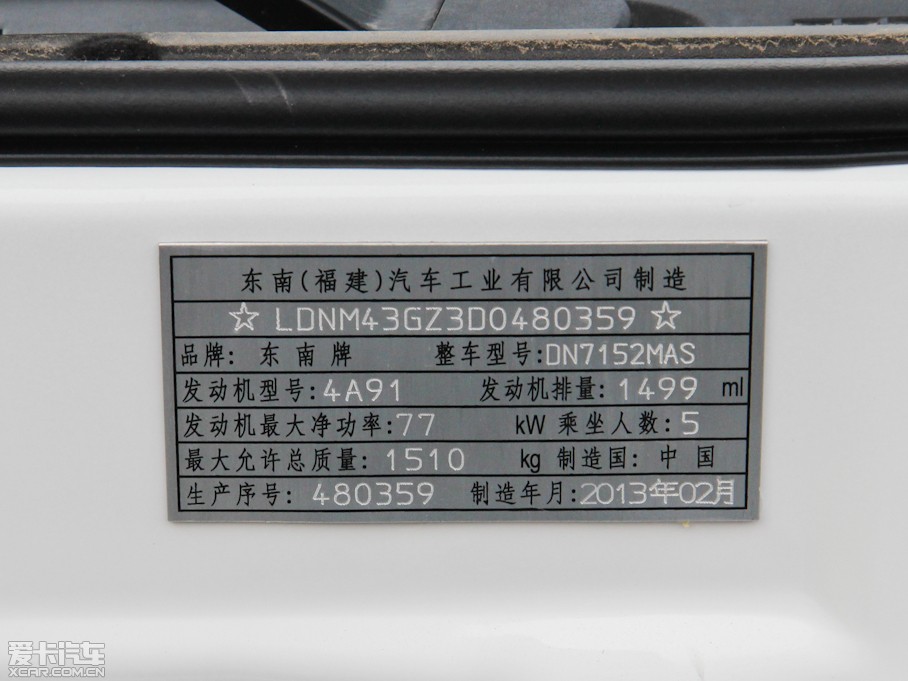 东南(福建)汽车工业有限公司制造
☆ LDNM43GZ3D0480359 ☆
品牌: 东南牌 整车型号:DN7152MAS
发动机型号:4A91 发动机排量:1499 ml
发动机最大净功率:77 kW 乘坐人数:5
最大允许总质量:1510 kg 制造国:中国
生产序号: 480359 制造年月:2013年02月
爱卡汽车
XCAR.COM.CN